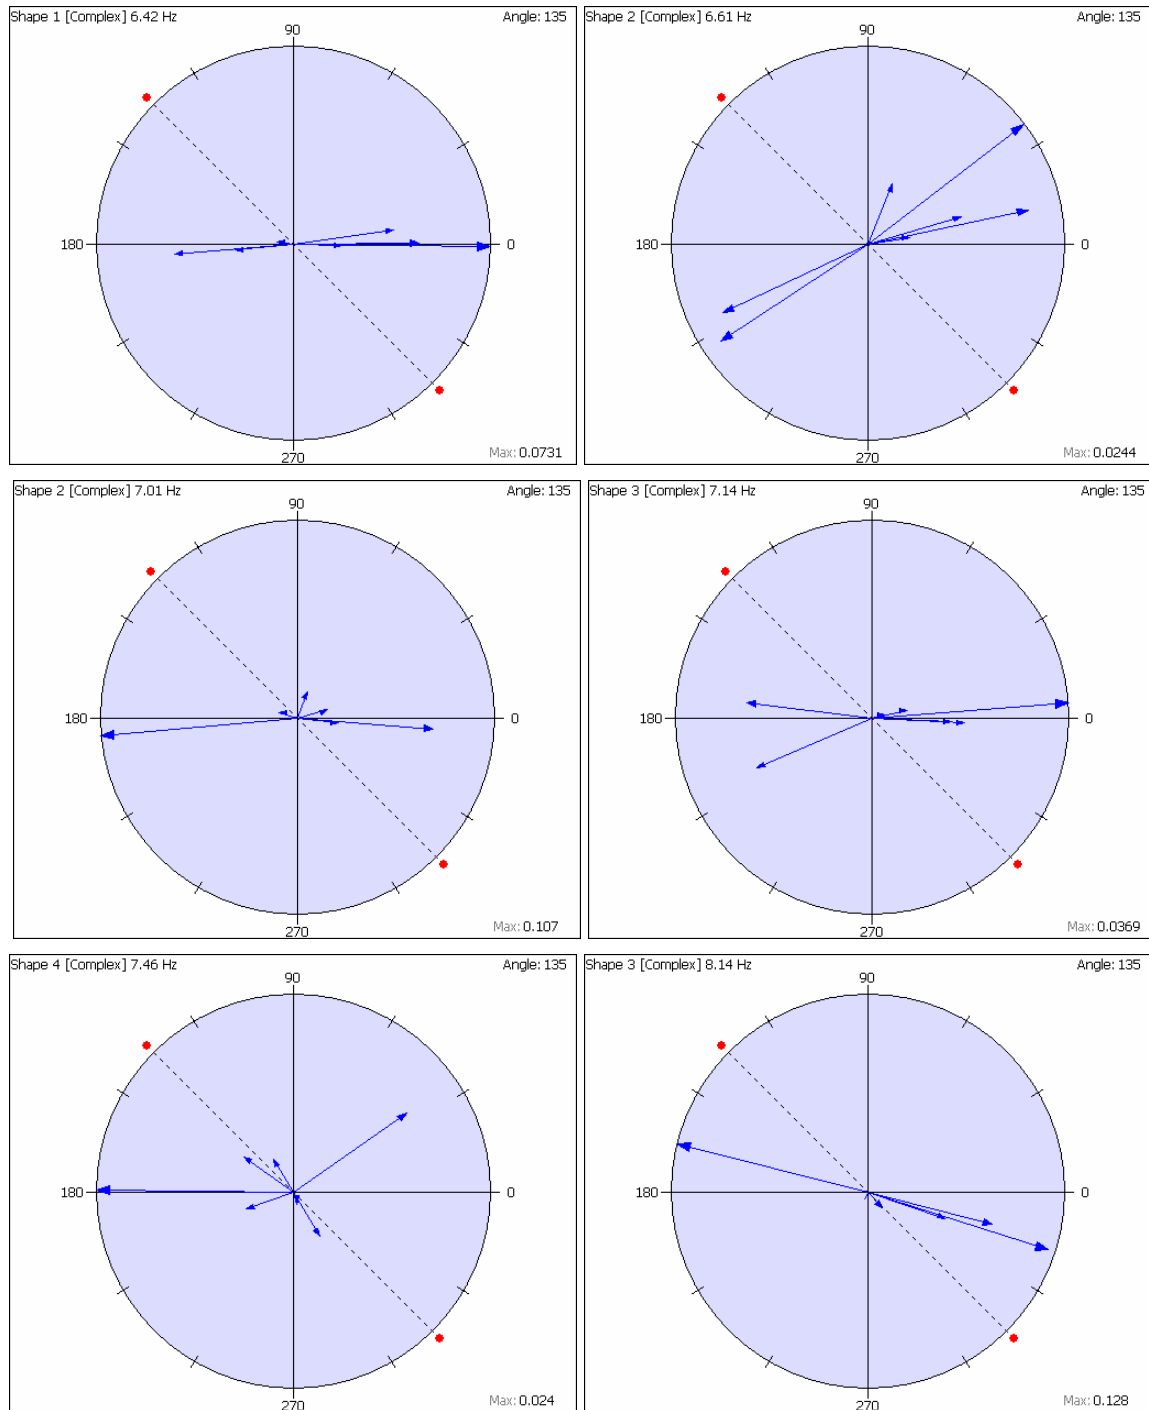 Shape 1 [Complex] 6.42 Hz Angle: 135
90
180 0
270
Max: 0.0731
Shape 2 [Complex] 6.61 Hz Angle: 135
90
180 0
270
Max: 0.0244
Shape 2 [Complex] 7.01 Hz Angle: 135
90
180 0
270
Max: 0.107
Shape 3 [Complex] 7.14 Hz Angle: 135
90
180 0
270
Max: 0.0369
Shape 4 [Complex] 7.46 Hz Angle: 135
90
180 0
270
Max: 0.024
Shape 3 [Complex] 8.14 Hz Angle: 135
90
180 0
270
Max: 0.128